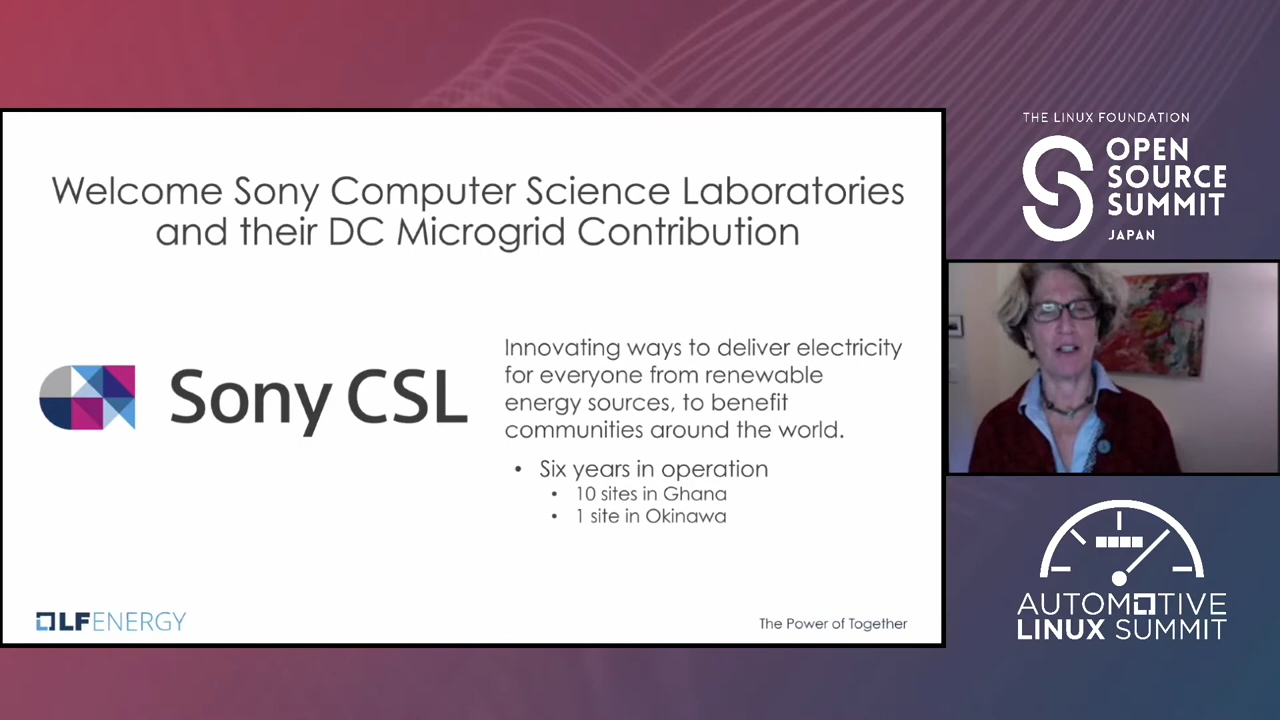 Welcome Sony Computer Science Laboratories
and their DC Microgrid Contribution
Sony CSL
Innovating ways to deliver electricity
for everyone from renewable
energy sources, to benefit
communities around the world.
• Six years in operation
• 10 sites in Ghana
• 1 site in Okinawa
LFENERGY
The Power of Together
THE LINUX FOUNDATION
OPEN
SOURCE
SUMMIT
JAPAN
AUTOMOTIVE
LINUX SUMMIT